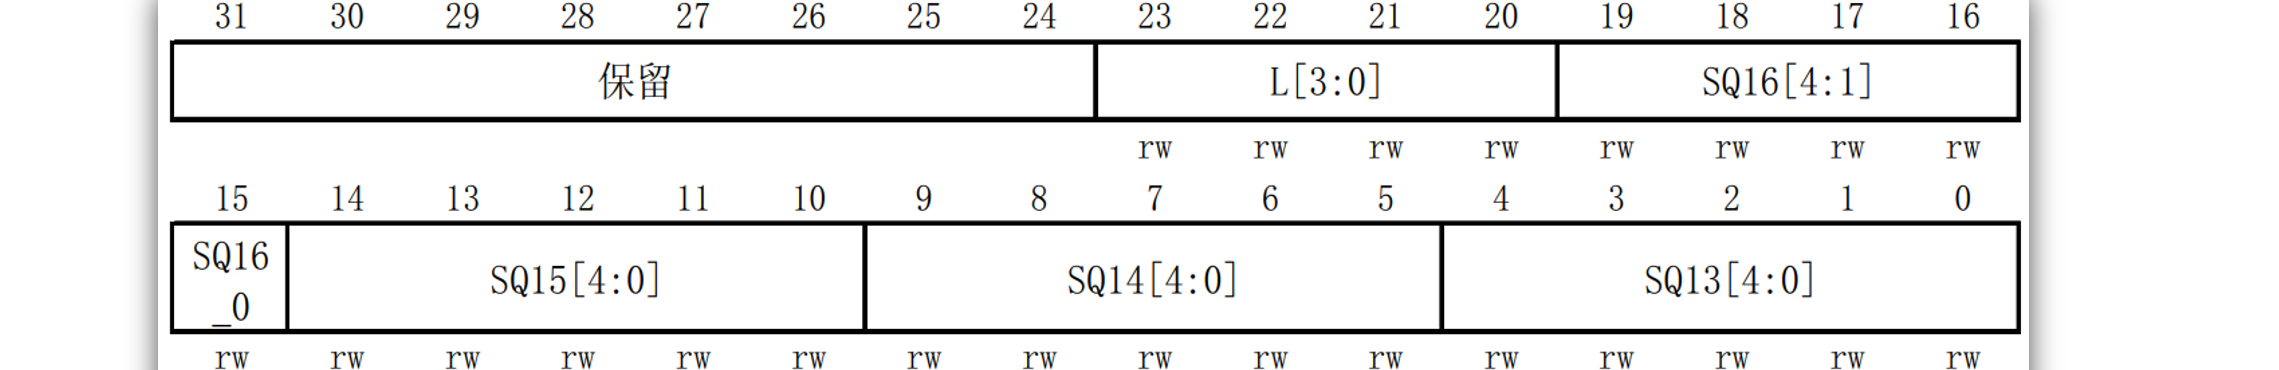 31 30 29 28 27 26 25 24 23 22 21 20 19 18 17 16
保留 L[3:0] SQ16[4:1]
rw rw rw rw rw rw rw rw
15 14 13 12 11 10 9 8 7 6 5 4 3 2 1 0
SQ16
_0 SQ15[4:0] SQ14[4:0] SQ13[4:0]
rw rw rw rw rw rw rw rw rw rw rw rw rw rw rw rw